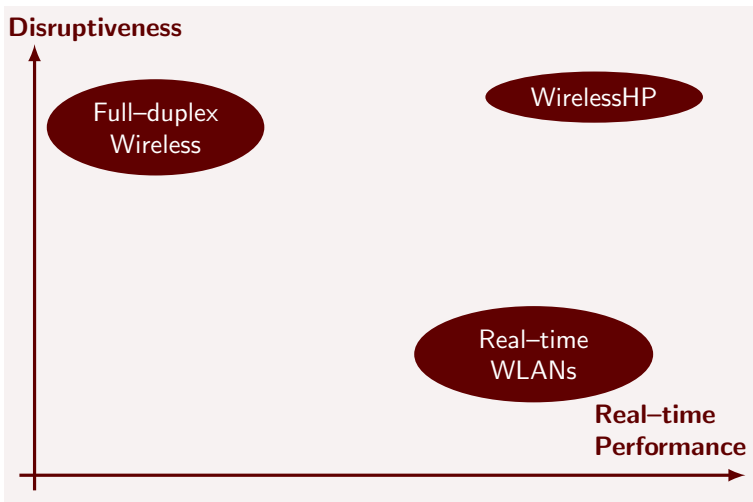 Disruptiveness
Full–duplex
Wireless
WirelessHP
Real–time
WLANs
Real–time
Performance